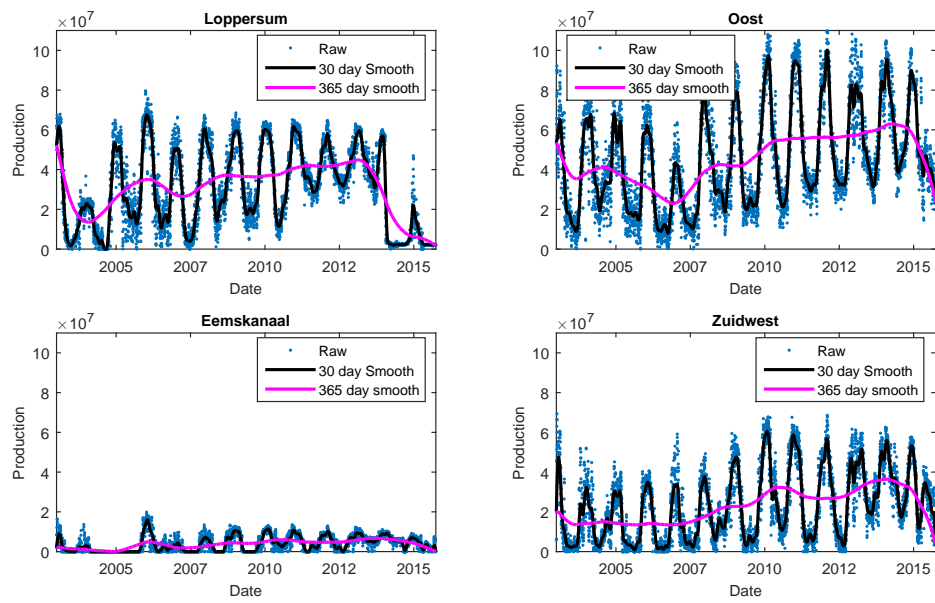 Loppersum
×10^7
Raw
30 day Smooth
365 day smooth
10
8
6
4
2
0
Production
2005 2007 2010 2012 2015
Date
Oost
×10^7
Raw
30 day Smooth
365 day smooth
10
8
6
4
2
0
Production
2005 2007 2010 2012 2015
Date
Eemskanaal
×10^7
Raw
30 day Smooth
365 day smooth
10
8
6
4
2
0
Production
2005 2007 2010 2012 2015
Date
Zuidwest
×10^7
Raw
30 day Smooth
365 day smooth
10
8
6
4
2
0
Production
2005 2007 2010 2012 2015
Date